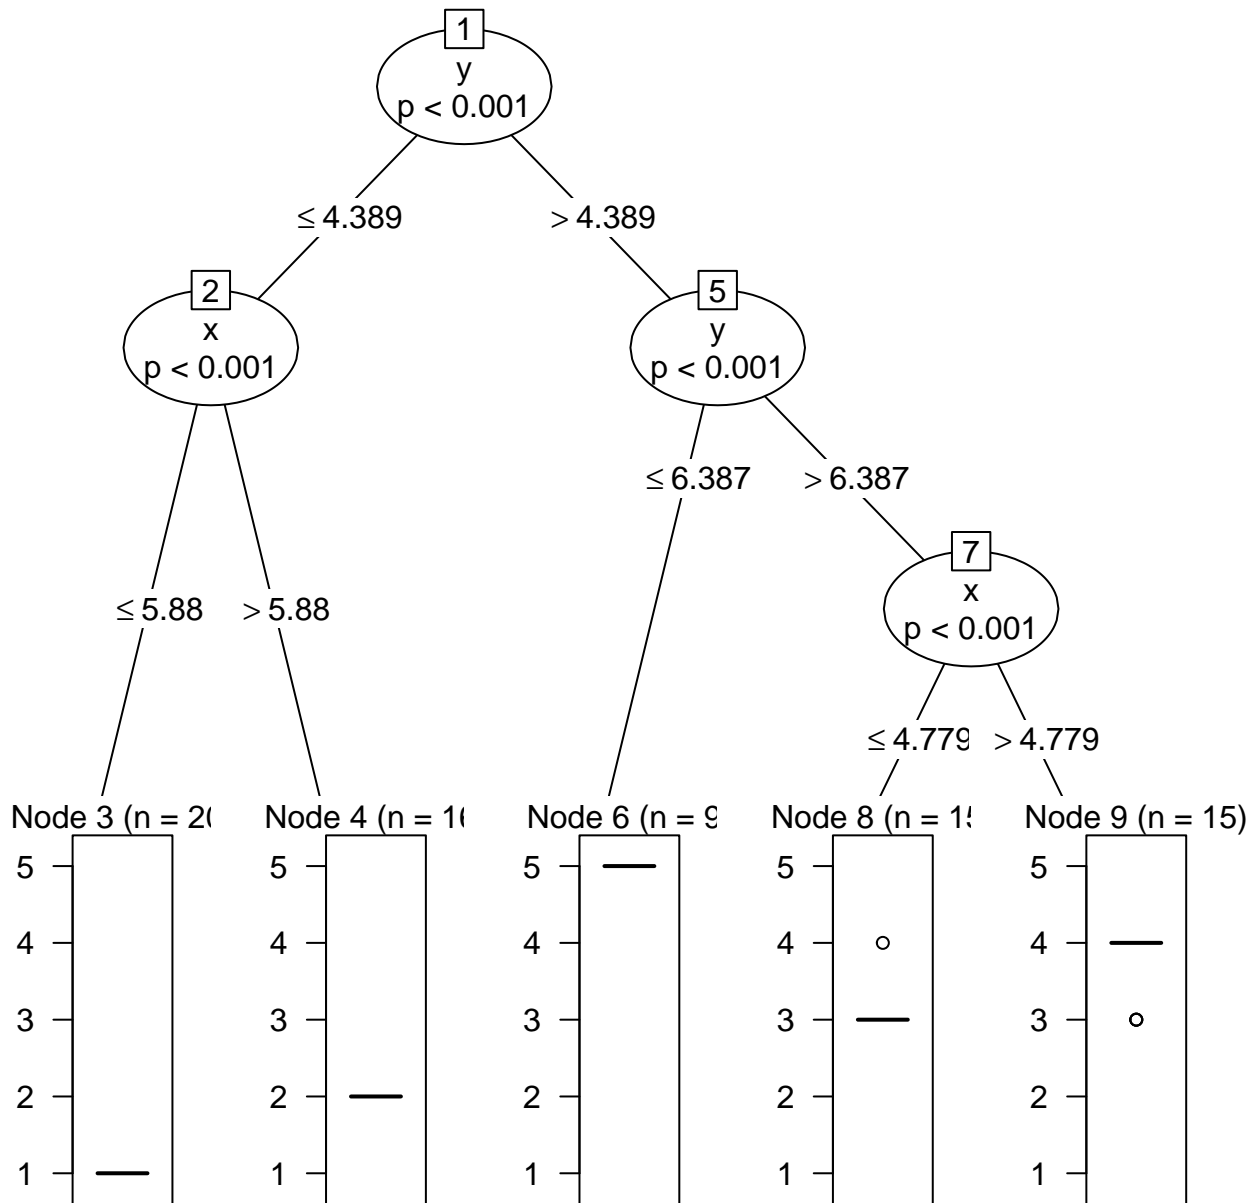 1
y
p < 0.001
≤ 4.389
> 4.389
2
x
p < 0.001
5
y
p < 0.001
≤ 6.387
> 6.387
7
x
p < 0.001
≤ 5.88
> 5.88
≤ 4.779
> 4.779
Node 3 (n =
Node 4 (n =
Node 6 (n = 9
Node 8 (n =
Node 9 (n = 15)
5
4
3
2
1
5
4
3
2
1
5
4
3
2
1
5
4
3
2
1
5
4
3
2
1